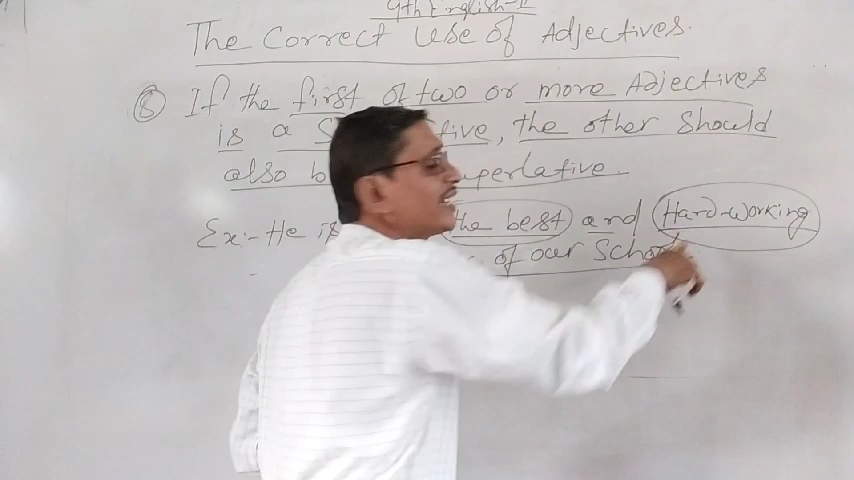 9th English-II
The Correct Use of Adjectives.
⑧ If the first of two or more Adjectives
is a S tive, the other should
also b uperlative.
Ex:- He is the best and Hard-working
of our School